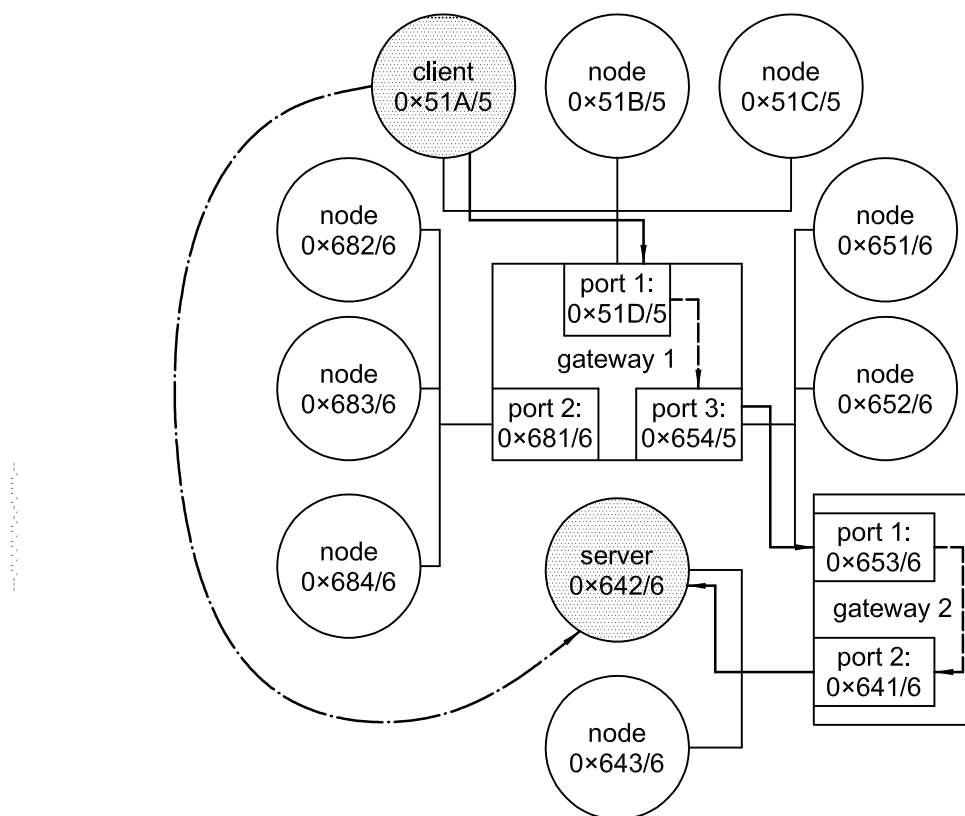 client
0×51A/5
node
0×51B/5
node
0×51C/5
node
0×682/6
node
0×651/6
port 1:
0×51D/5
gateway 1
node
0×683/6
port 2:
0×681/6
port 3:
0×654/5
node
0×652/6
node
0×684/6
server
0×642/6
port 1:
0×653/6
gateway 2
port 2:
0×641/6
node
0×643/6